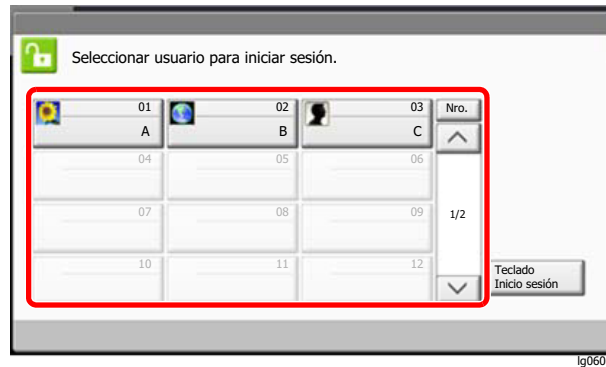 Seleccionar usuario para iniciar sesión.
01 02 03 Nro.
A B C
04 05 06
07 08 09 1/2
10 11 12
Teclado
Inicio sesión
lg060